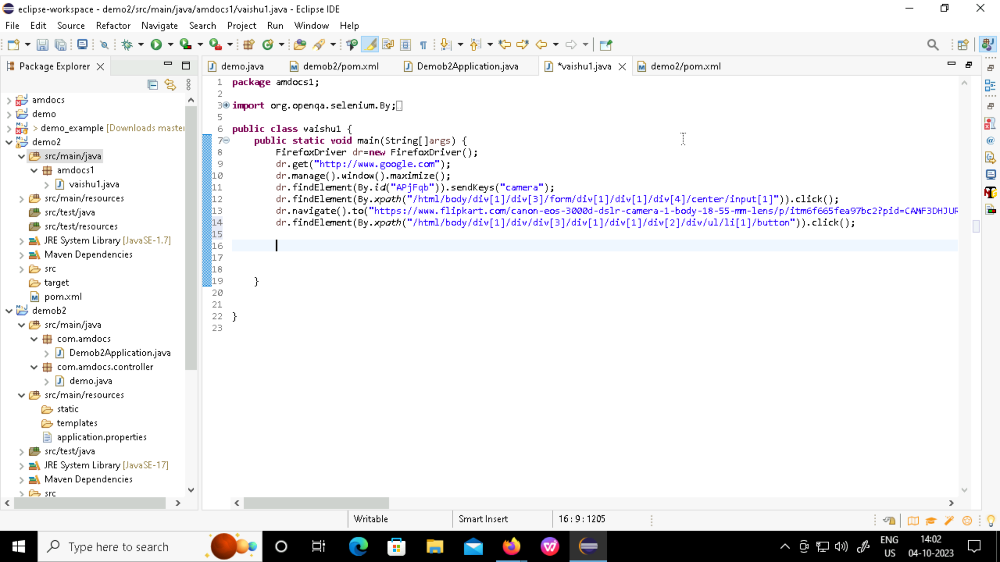 eclipse-workspace - demo2/src/main/java/amdocs1/vaishu1.java - Eclipse IDE
File Edit Source Refactor Navigate Search Project Run Window Help
Package Explorer
demo.java
demob2/pom.xml
Demob2Application.java
*vaishu1.java
demo2/pom.xml
amdocs
demo
> demo_example [Downloads master
demo2
src/main/java
amdocs1
vaishu1.java
src/main/resources
src/test/java
src/test/resources
JRE System Library [JavaSE-1.7]
Maven Dependencies
src
target
pom.xml
demob2
src/main/java
com.amdocs
Demob2Application.java
com.amdocs.controller
demo.java
src/main/resources
static
templates
application.properties
src/test/java
JRE System Library [JavaSE-17]
Maven Dependencies
src
1 package amdocs1;
2
3 import org.openqa.selenium.By;
5
6 public class vaishu1 {
7 public static void main(String[]args) {
8 FirefoxDriver dr=new FirefoxDriver();
9 dr.get("http://www.google.com");
10 dr.manage().window().maximize();
11 dr.findElement(By.id("APjFqb")).sendKeys("camera");
12 dr.findElement(By.xpath("/html/body/div[1]/div[3]/form/div[1]/div[1]/div[4]/center/input[1]")).click();
13 dr.navigate().to("https://www.flipkart.com/canon-eos-3000d-dslr-camera-1-body-18-55-mm-lens/p/itm6f665fea97bc2?pid=CAMF3DHJUR
14 dr.findElement(By.xpath("/html/body/div[1]/div/div[3]/div[1]/div[1]/div[2]/div/ul/li[1]/button")).click();
15
16
17
18
19 }
20
21
22 }
23
Writable
Smart Insert
16 : 9 : 1205
Type here to search
ENG
US
14:02
04-10-2023